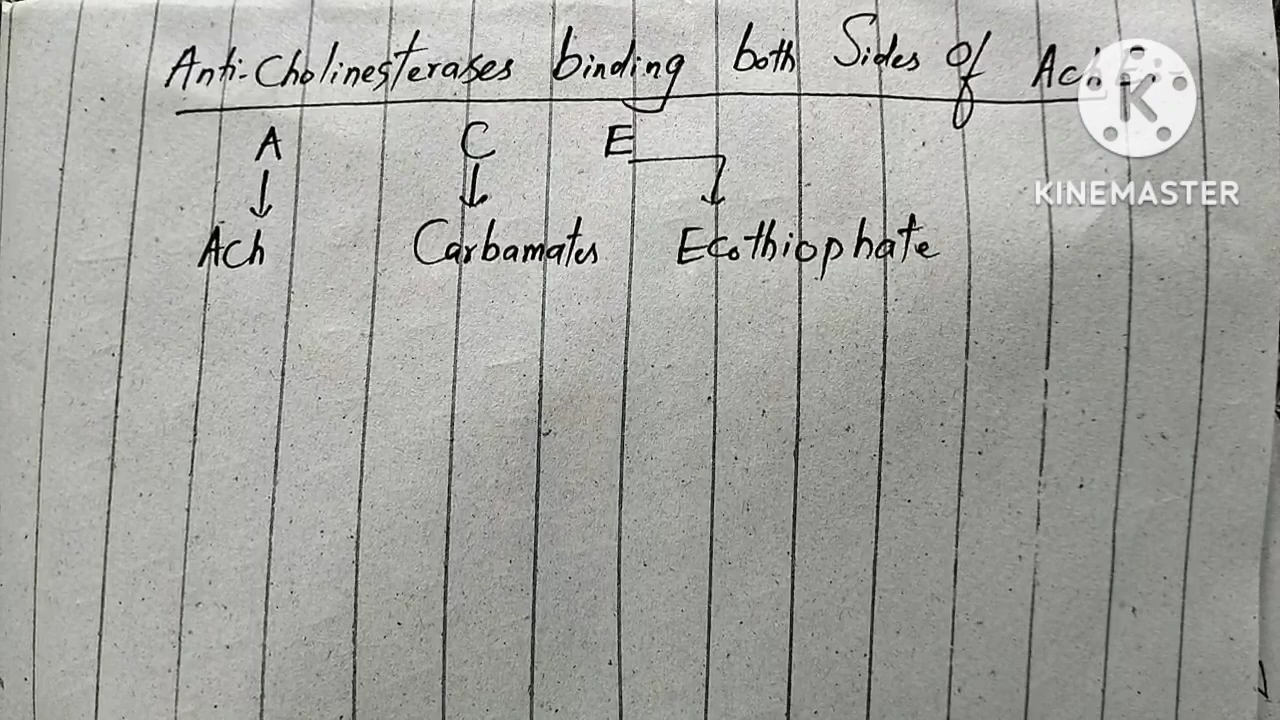 Anti-Cholinesterases binding both Sides of
A C E
Ach Carbamates Ecothiophate
K
KINEMASTER